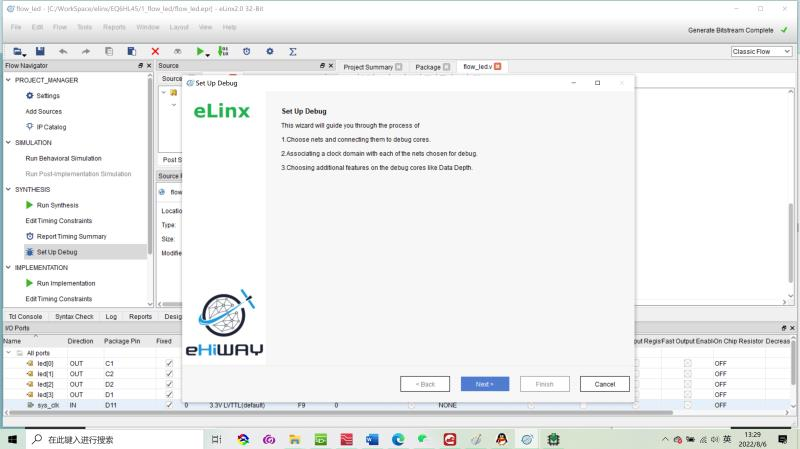 flow_led - [C:/WorkSpace/elinx/EQ6HL45/1_flow_led/flow_led.epr] - eLinx2.0 32-Bit
File Edit Flow Tools Reports Window Layout View Help
Generate Bitstream Complete
Classic Flow
Flow Navigator
PROJECT_MANAGER
Settings
Add Sources
IP Catalog
SIMULATION
Run Behavioral Simulation
Run Post-Implementation Simulation
SYNTHESIS
Run Synthesis
Edit Timing Constraints
Report Timing Summary
Set Up Debug
IMPLEMENTATION
Run Implementation
Edit Timing Constraints
Source
Sourc
Post S
Source F
flow
Locatio
Type:
Size:
Modifie
Project Summary Package flow_led.v
Set Up Debug
eLinx
eHiWAY
Set Up Debug
This wizard will guide you through the process of
1.Choose nets and connecting them to debug cores.
2.Associating a clock domain with each of the nets chosen for debug.
3.Choosing additional features on the debug cores like Data Depth.
< Back Next > Finish Cancel
Tcl Console Syntax Check Log Reports Desig
I/O Ports
Name Direction Package Pin Fixed ut Regis Fast Output Enabl On Chip Resistor Decreas
All ports
led[0] OUT C1 OFF
led[1] OUT C2 OFF
led[2] OUT D2 OFF
led[3] OUT D1 OFF
sys_clk IN D11 0 3.3V LVTTL(default) F9 0 NONE OFF
在此键入进行搜索
英
13:29
2022/8/6